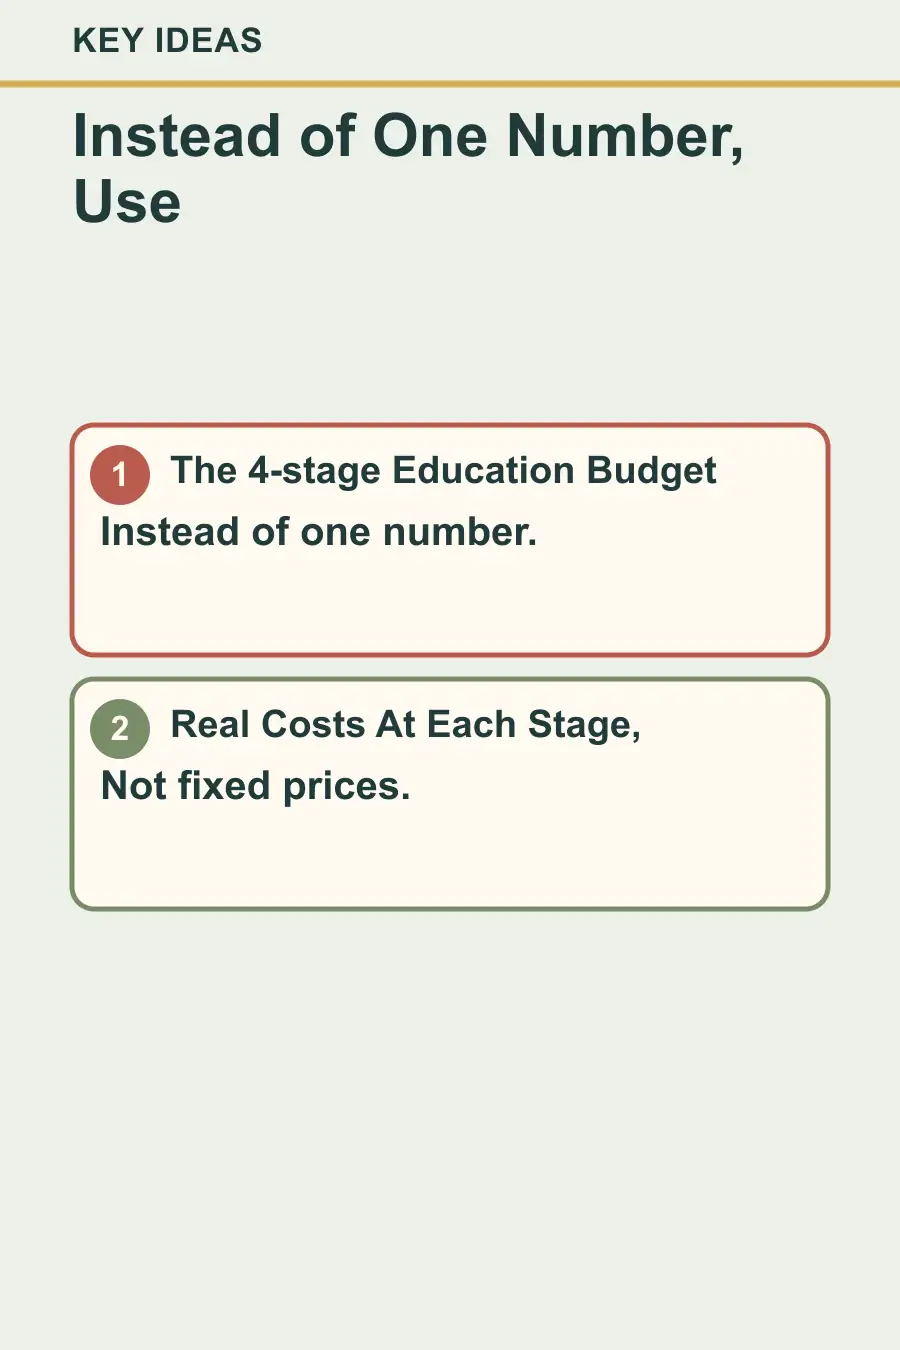 KEY IDEAS
Instead of One Number,
Use
1 The 4-stage Education Budget
Instead of one number.
2 Real Costs At Each Stage,
Not fixed prices.